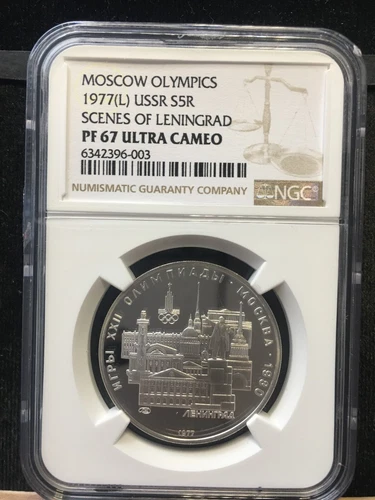 MOSCOW OLYMPICS
1977(L) USSR S5R
SCENES OF LENINGRAD
PF 67 ULTRA CAMEO
6342396-003
NUMISMATIC GUARANTY COMPANY
NGC
ИГРЫ XXII ОЛИМПИАДЫ · МОСКВА · 1980
ЛЕНИНГРАД
1977